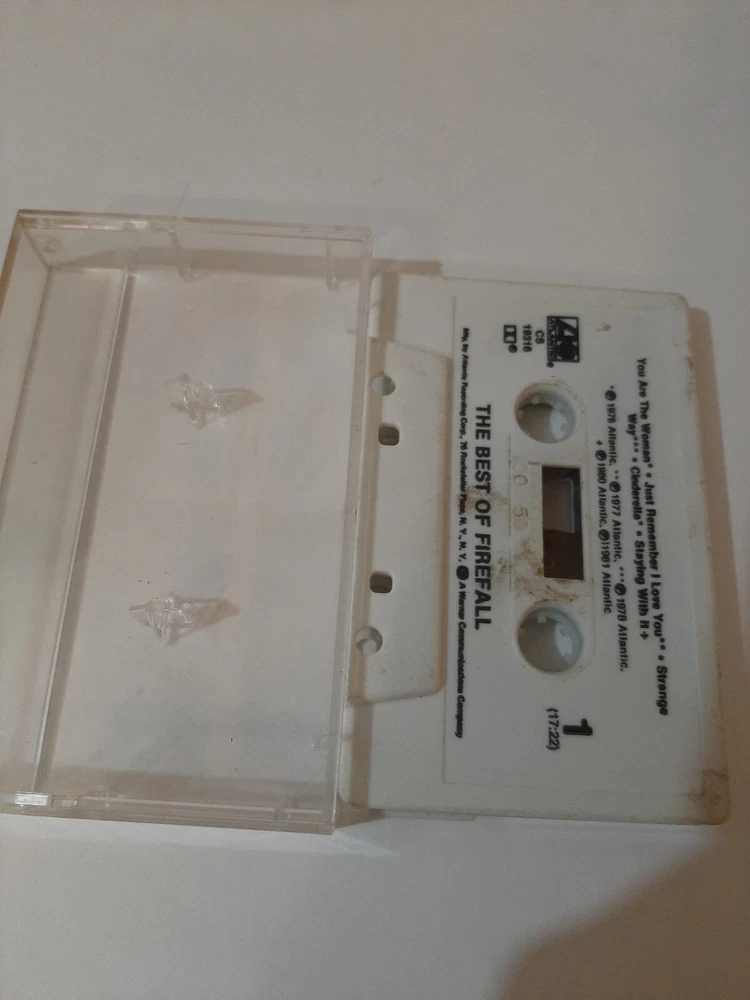 You Are The Woman* • Just Remember I Love You** • Strange
Way*** • Cinderella* • Staying With It +
*℗1976 Atlantic. **℗1977 Atlantic. ***℗1978 Atlantic.
+ ℗1980 Atlantic. ℗1981 Atlantic
ATLANTIC
CS
19316
1
(17:22)
THE BEST OF FIREFALL
Mfg. by Atlantic Recording Corp., 75 Rockefeller Plaza, N. Y., N. Y. A Warner Communications Company